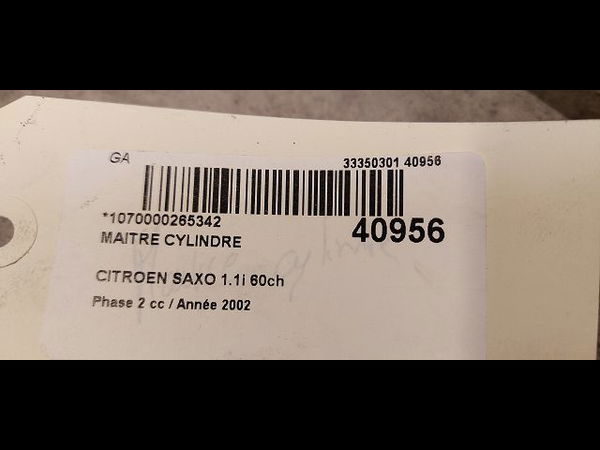 GA 33350301 40956
*1070000265342
40956
MAITRE CYLINDRE
CITROEN SAXO 1.1i 60ch
Phase 2 cc / Année 2002